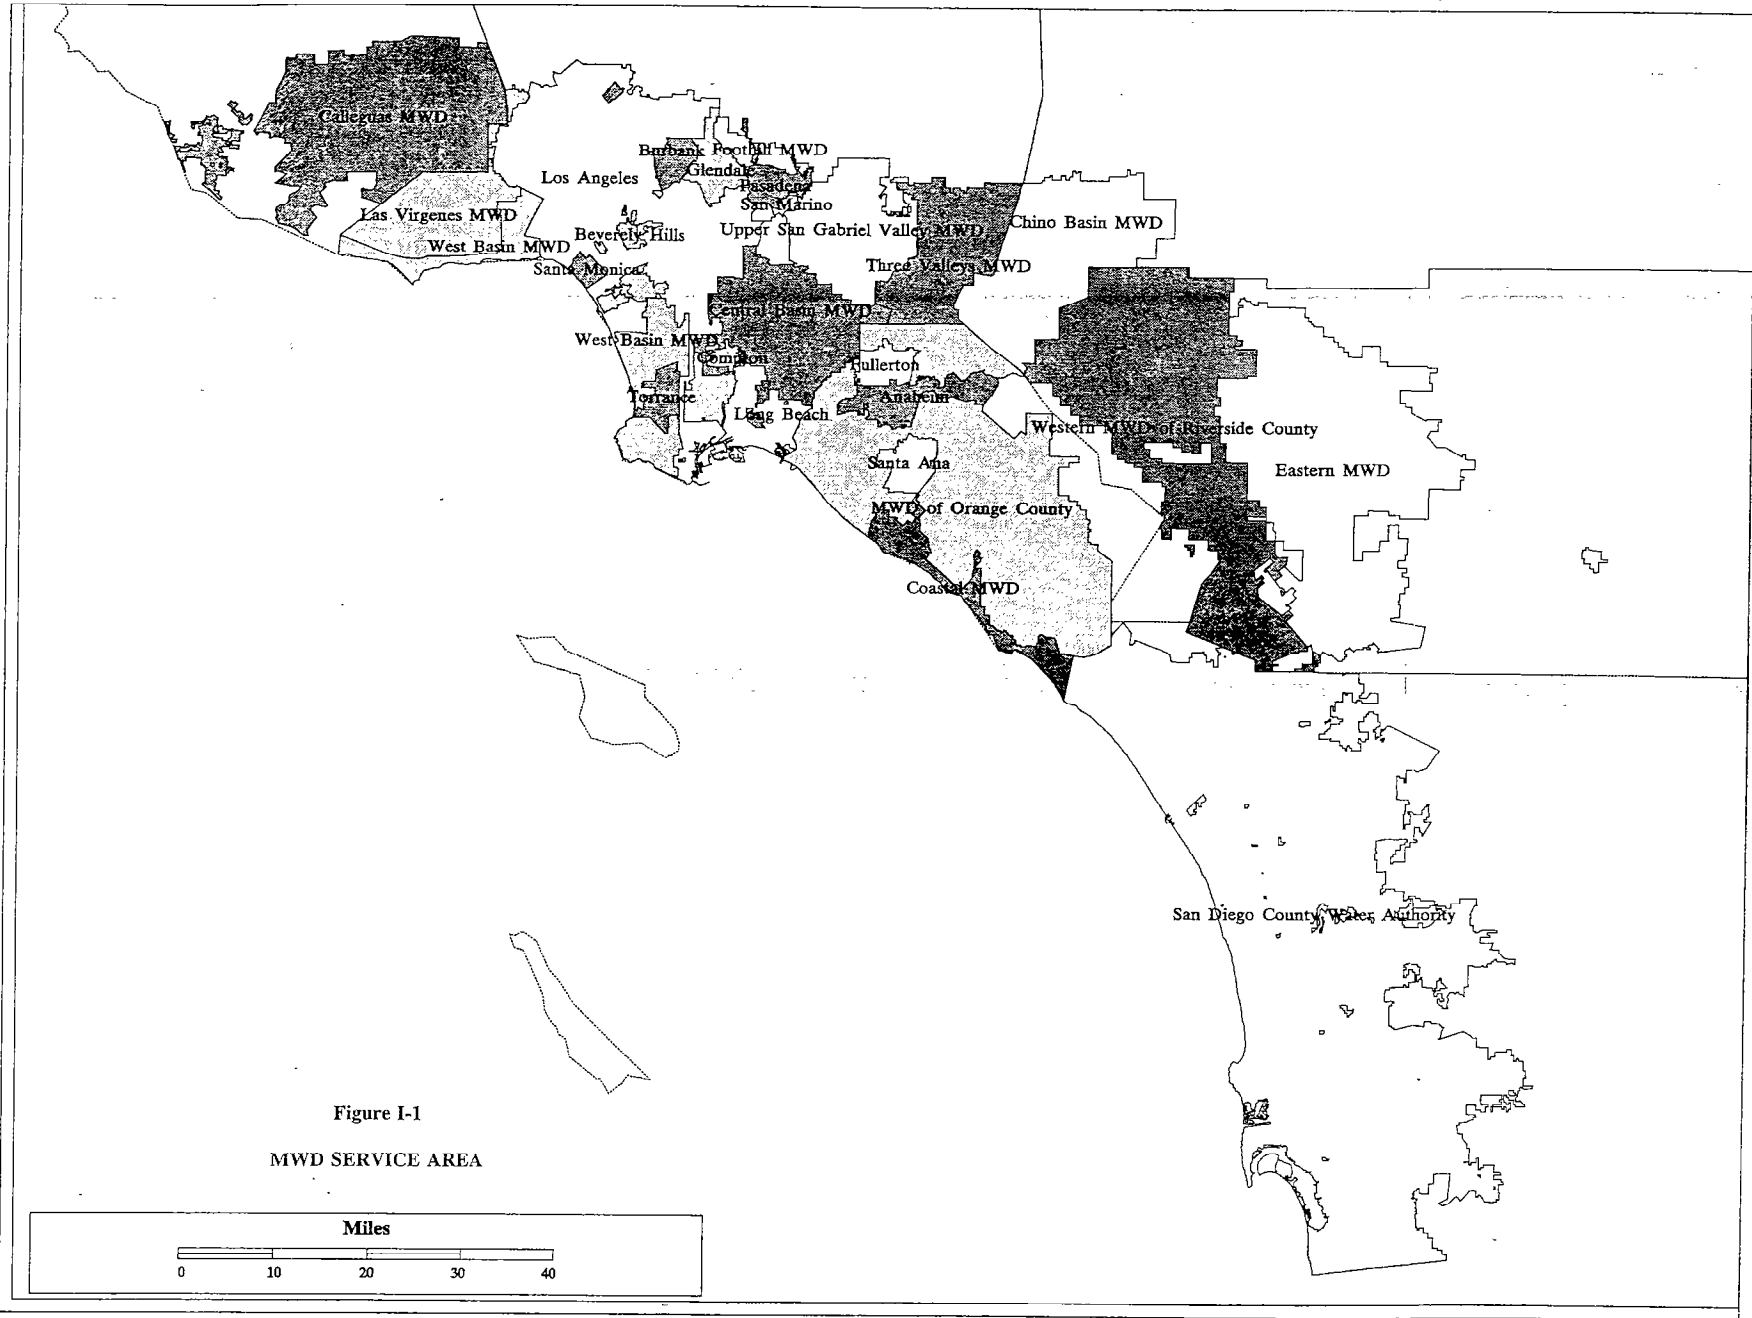 Calleguas MWD
Burbank Foothill MWD
Glendale
Los Angeles
Pasadena
San Marino
Las Virgenes MWD
Chino Basin MWD
Upper San Gabriel Valley MWD
Beverely Hills
West Basin MWD
Three Valleys MWD
Santa Monica
Central Basin MWD
West Basin MWD
Compton
Fullerton
Torrance
Anaheim
Long Beach
Western MWD of Riverside County
Santa Ana
Eastern MWD
MWD of Orange County
Coastal MWD
San Diego County Water Authority
Figure I-1
MWD SERVICE AREA
Miles
0 10 20 30 40